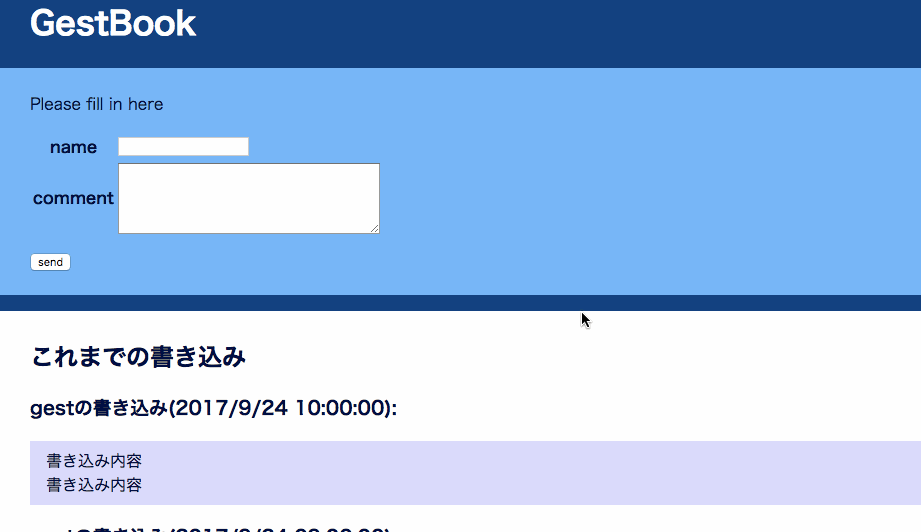 GestBook
Please fill in here
name
comment
send
これまでの書き込み
gestの書き込み(2017/9/24 10:00:00):
書き込み内容
書き込み内容